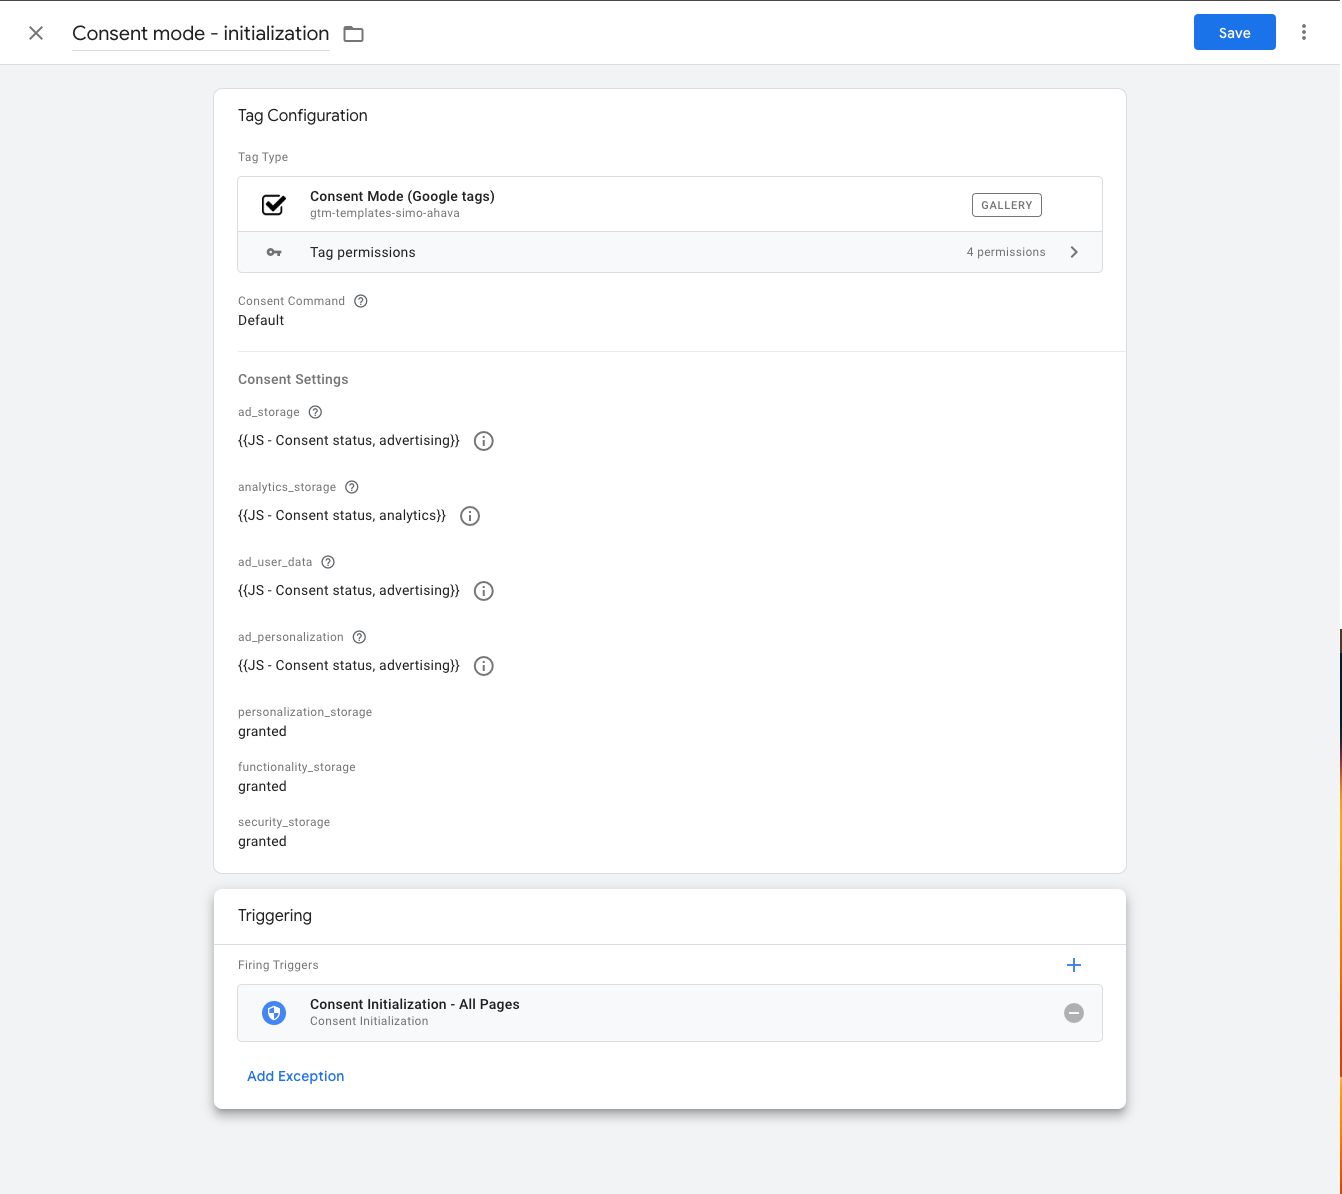 Consent mode - initialization
Save
Tag Configuration
Tag Type
Consent Mode (Google tags)
gtm-templates-simo-ahava
GALLERY
Tag permissions
4 permissions
Consent Command
Default
Consent Settings
ad_storage
{{JS - Consent status, advertising}}
analytics_storage
{{JS - Consent status, analytics}}
ad_user_data
{{JS - Consent status, advertising}}
ad_personalization
{{JS - Consent status, advertising}}
personalization_storage
granted
functionality_storage
granted
security_storage
granted
Triggering
Firing Triggers
Consent Initialization - All Pages
Consent Initialization
Add Exception